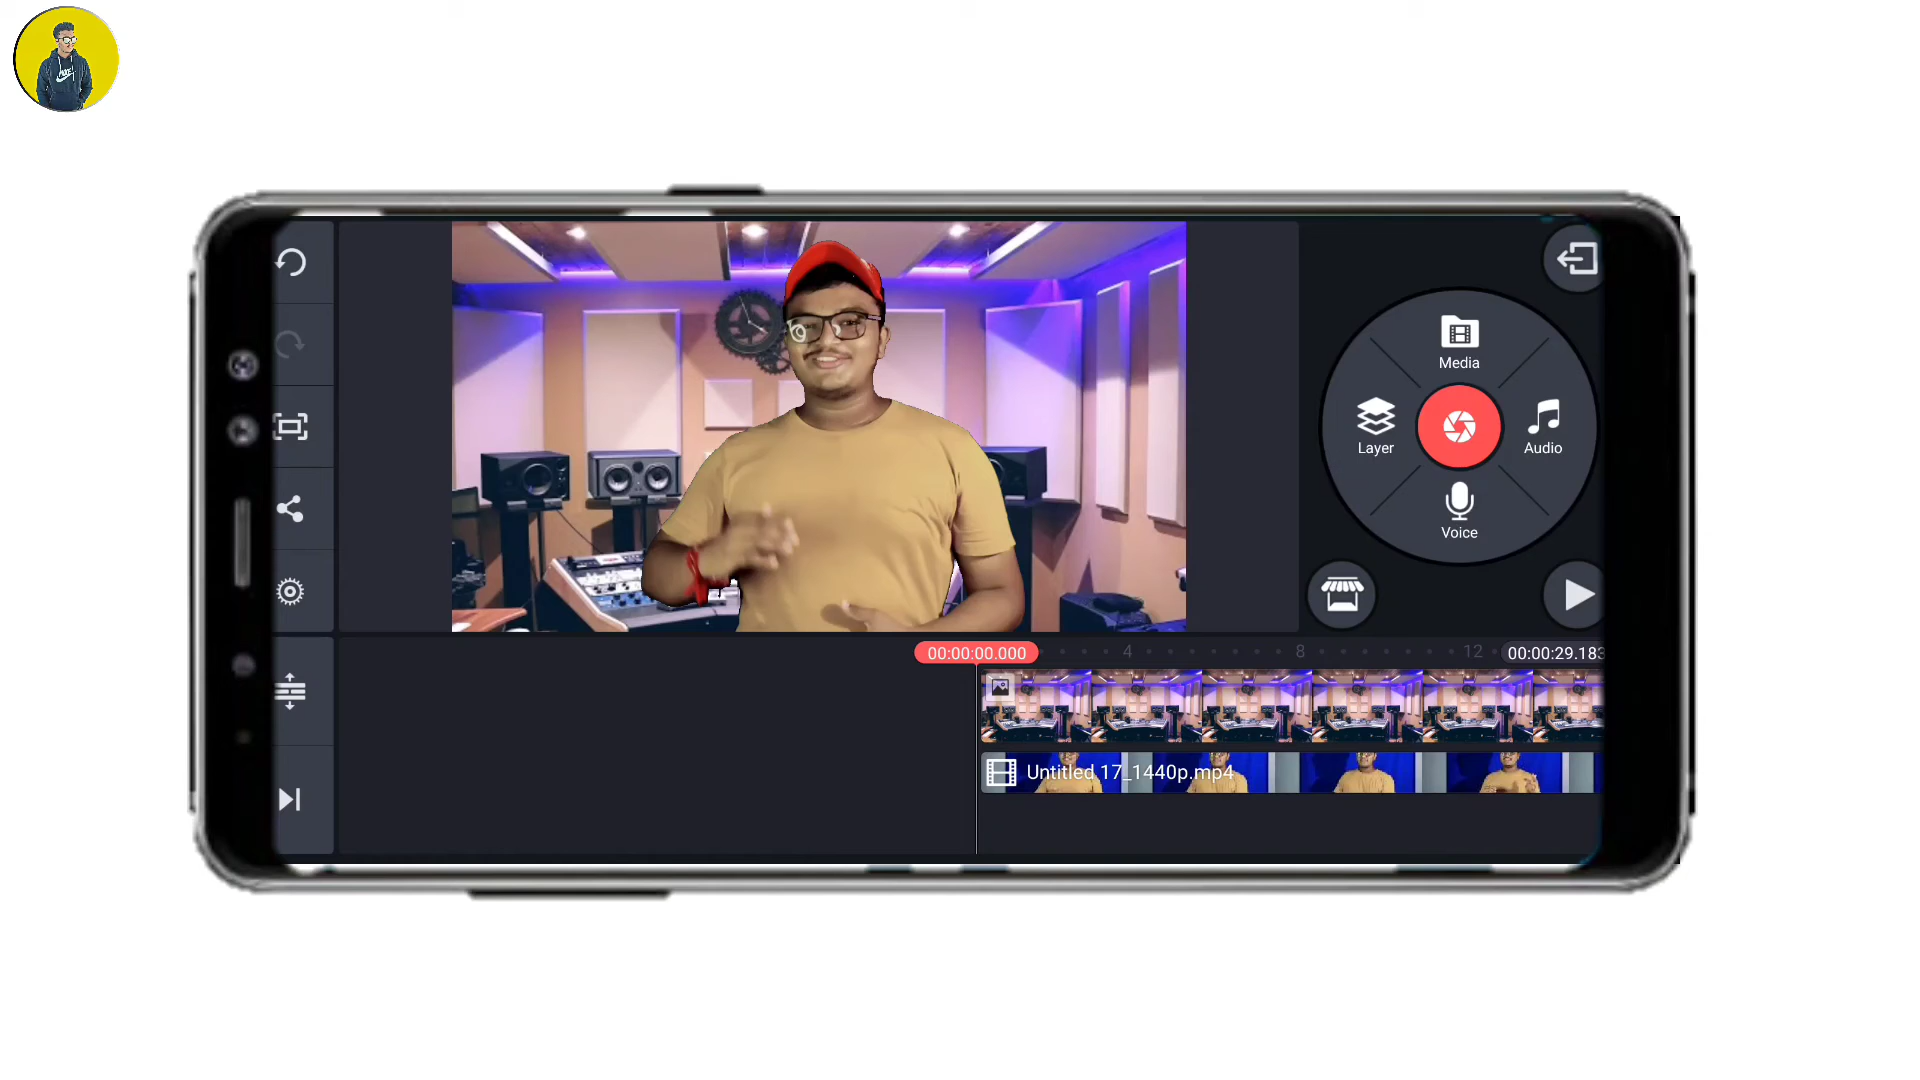 Media
Layer
Audio
Voice
00:00:00.000
4
8
12
00:00:29.183
Untitled 17_1440p.mp4